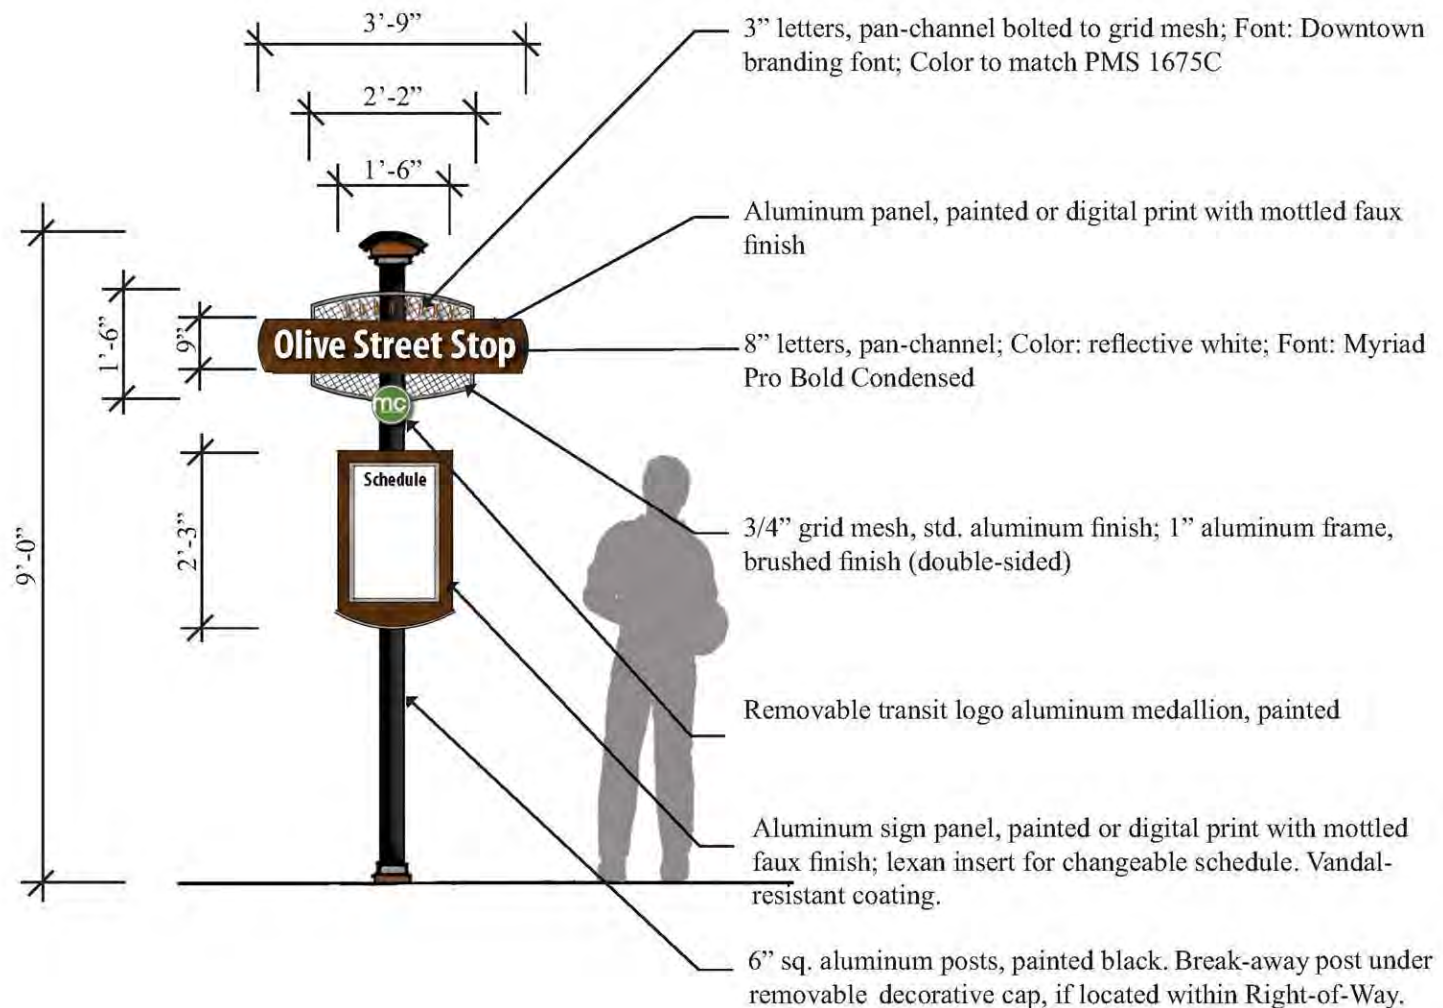 3’-9”
2’-2”
1’-6”
3” letters, pan-channel bolted to grid mesh; Font: Downtown
branding font; Color to match PMS 1675C
Aluminum panel, painted or digital print with mottled faux
finish
9’-0”
1’-6”
9”
Olive Street Stop
8” letters, pan-channel; Color: reflective white; Font: Myriad
Pro Bold Condensed
mc
2’-3”
Schedule
3/4” grid mesh, std. aluminum finish; 1” aluminum frame,
brushed finish (double-sided)
Removable transit logo aluminum medallion, painted
Aluminum sign panel, painted or digital print with mottled
faux finish; lexan insert for changeable schedule. Vandal-
resistant coating.
6” sq. aluminum posts, painted black. Break-away post under
removable decorative cap, if located within Right-of-Way.